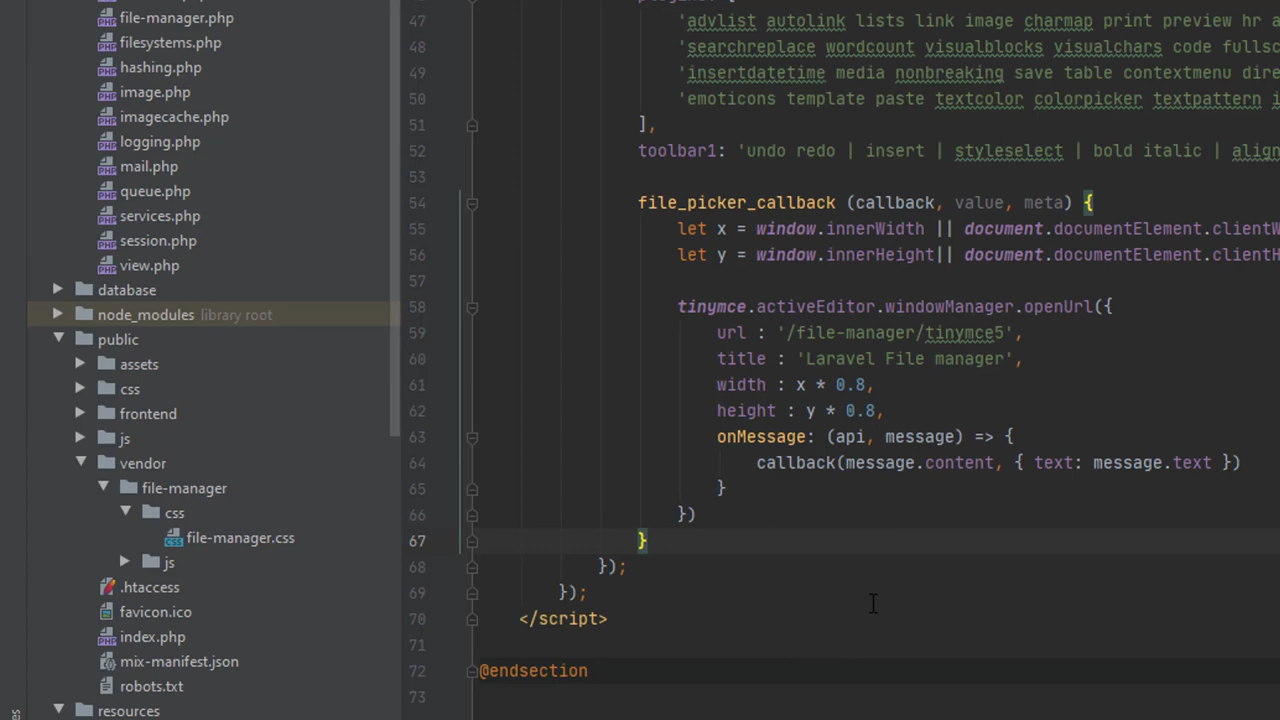 file-manager.php
filesystems.php
hashing.php
image.php
imagecache.php
logging.php
mail.php
queue.php
services.php
session.php
view.php
database
node_modules library root
public
assets
css
frontend
js
vendor
file-manager
css
file-manager.css
js
.htaccess
favicon.ico
index.php
mix-manifest.json
robots.txt
resources
47 'advlist autolink lists link image charmap print preview hr
48 'searchreplace wordcount visualblocks visualchars code
49 'insertdatetime media nonbreaking save table contextmenu
50 'emoticons template paste textcolor colorpicker textpattern
51 ],
52 toolbar1: 'undo redo | insert | styleselect | bold italic |
53
54 file_picker_callback (callback, value, meta) {
55 let x = window.innerWidth || document.documentElement.
56 let y = window.innerHeight|| document.documentElement.
57
58 tinymce.activeEditor.windowManager.openUrl({
59 url : '/file-manager/tinymce5',
60 title : 'Laravel File manager',
61 width : x * 0.8,
62 height : y * 0.8,
63 onMessage: (api, message) => {
64 callback(message.content, { text: message.text })
65 }
66 })
67 }
68 });
69 });
70 </script>
71
72 @endsection
73